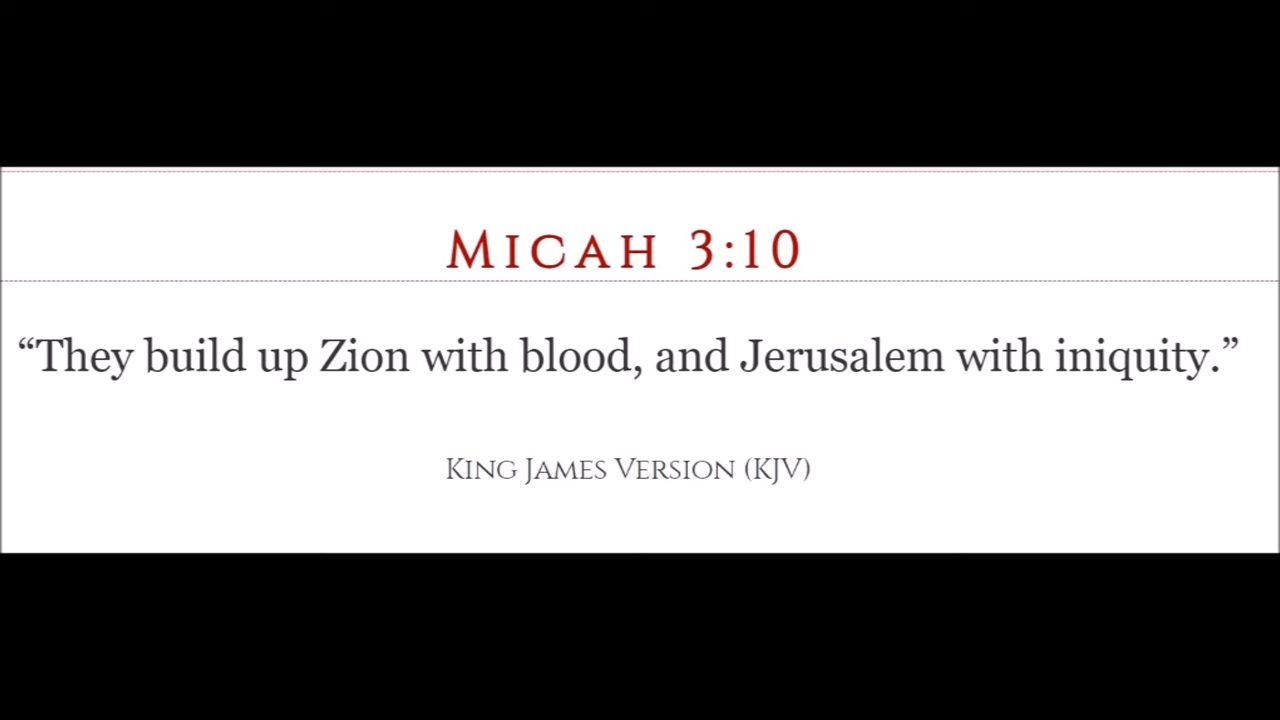 Micah 3:10
“They build up Zion with blood, and Jerusalem with iniquity.”
King James Version (KJV)